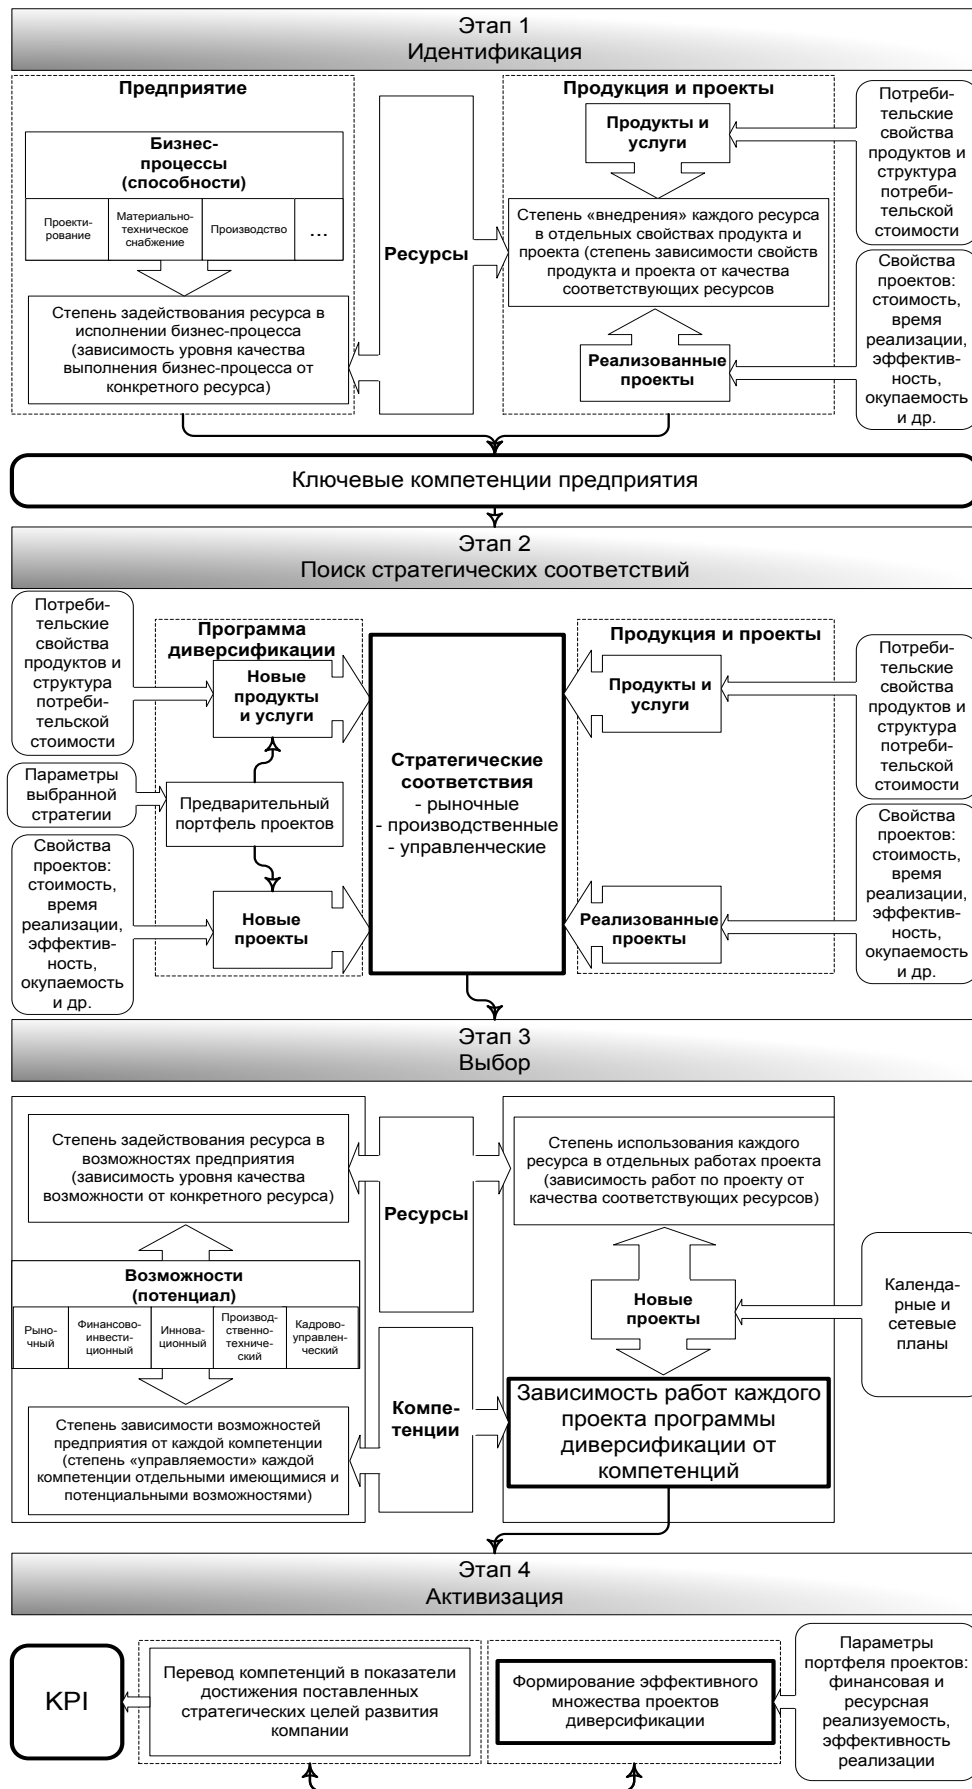 Этап 1
Идентификация
Предприятие
Бизнес-
процессы
(способности)
Проекти-
рование
Материально-
техническое
снабжение
Производство
...
Степень задействования ресурса в
исполнении бизнес-процесса
(зависимость уровня качества
выполнения бизнес-процесса от
конкретного ресурса)
Ресурсы
Продукция и проекты
Продукты и
услуги
Степень «внедрения» каждого ресурса
в отдельных свойствах продукта и
проекта (степень зависимости свойств
продукта и проекта от качества
соответствующих ресурсов
Реализованные
проекты
Потреби-
тельские
свойства
продуктов и
структура
потреби-
тельской
стоимости
Свойства
проектов:
стоимость,
время
реализации,
эффектив-
ность,
окупаемость
и др.
Ключевые компетенции предприятия
Этап 2
Поиск стратегических соответствий
Потреби-
тельские
свойства
продуктов и
структура
потреби-
тельской
стоимости
Параметры
выбранной
стратегии
Свойства
проектов:
стоимость,
время
реализации,
эффектив-
ность,
окупаемость
и др.
Программа
диверсификации
Новые
продукты
и услуги
Предварительный
портфель проектов
Новые
проекты
Стратегические
соответствия
- рыночные
- производственные
- управленческие
Продукция и проекты
Продукты и
услуги
Реализованные
проекты
Потреби-
тельские
свойства
продуктов и
структура
потреби-
тельской
стоимости
Свойства
проектов:
стоимость,
время
реализации,
эффектив-
ность,
окупаемость
и др.
Этап 3
Выбор
Степень задействования ресурса в
возможностях предприятия
(зависимость уровня качества
возможности от конкретного ресурса)
Возможности
(потенциал)
Рыно-
чный
Финансово-
инвести-
ционный
Иннова-
ционный
Производ-
ственно-
техниче-
ский
Кадрово-
управлен-
ческий
Степень зависимости возможностей
предприятия от каждой компетенции
(степень «управляемости» каждой
компетенции отдельными имеющимися и
потенциальными возможностями)
Ресурсы
Компе-
тенции
Степень использования каждого
ресурса в отдельных работах проекта
(зависимость работ по проекту от
качества соответствующих ресурсов)
Новые
проекты
Зависимость работ каждого
проекта программы
диверсификации от
компетенций
Календа-
рные и
сетевые
планы
Этап 4
Активизация
KPI
Перевод компетенций в показатели
достижения поставленных
стратегических целей развития
компании
Формирование эффективного
множества проектов
диверсификации
Параметры
портфеля проектов:
финансовая и
ресурсная
реализуемость,
эффективность
реализации